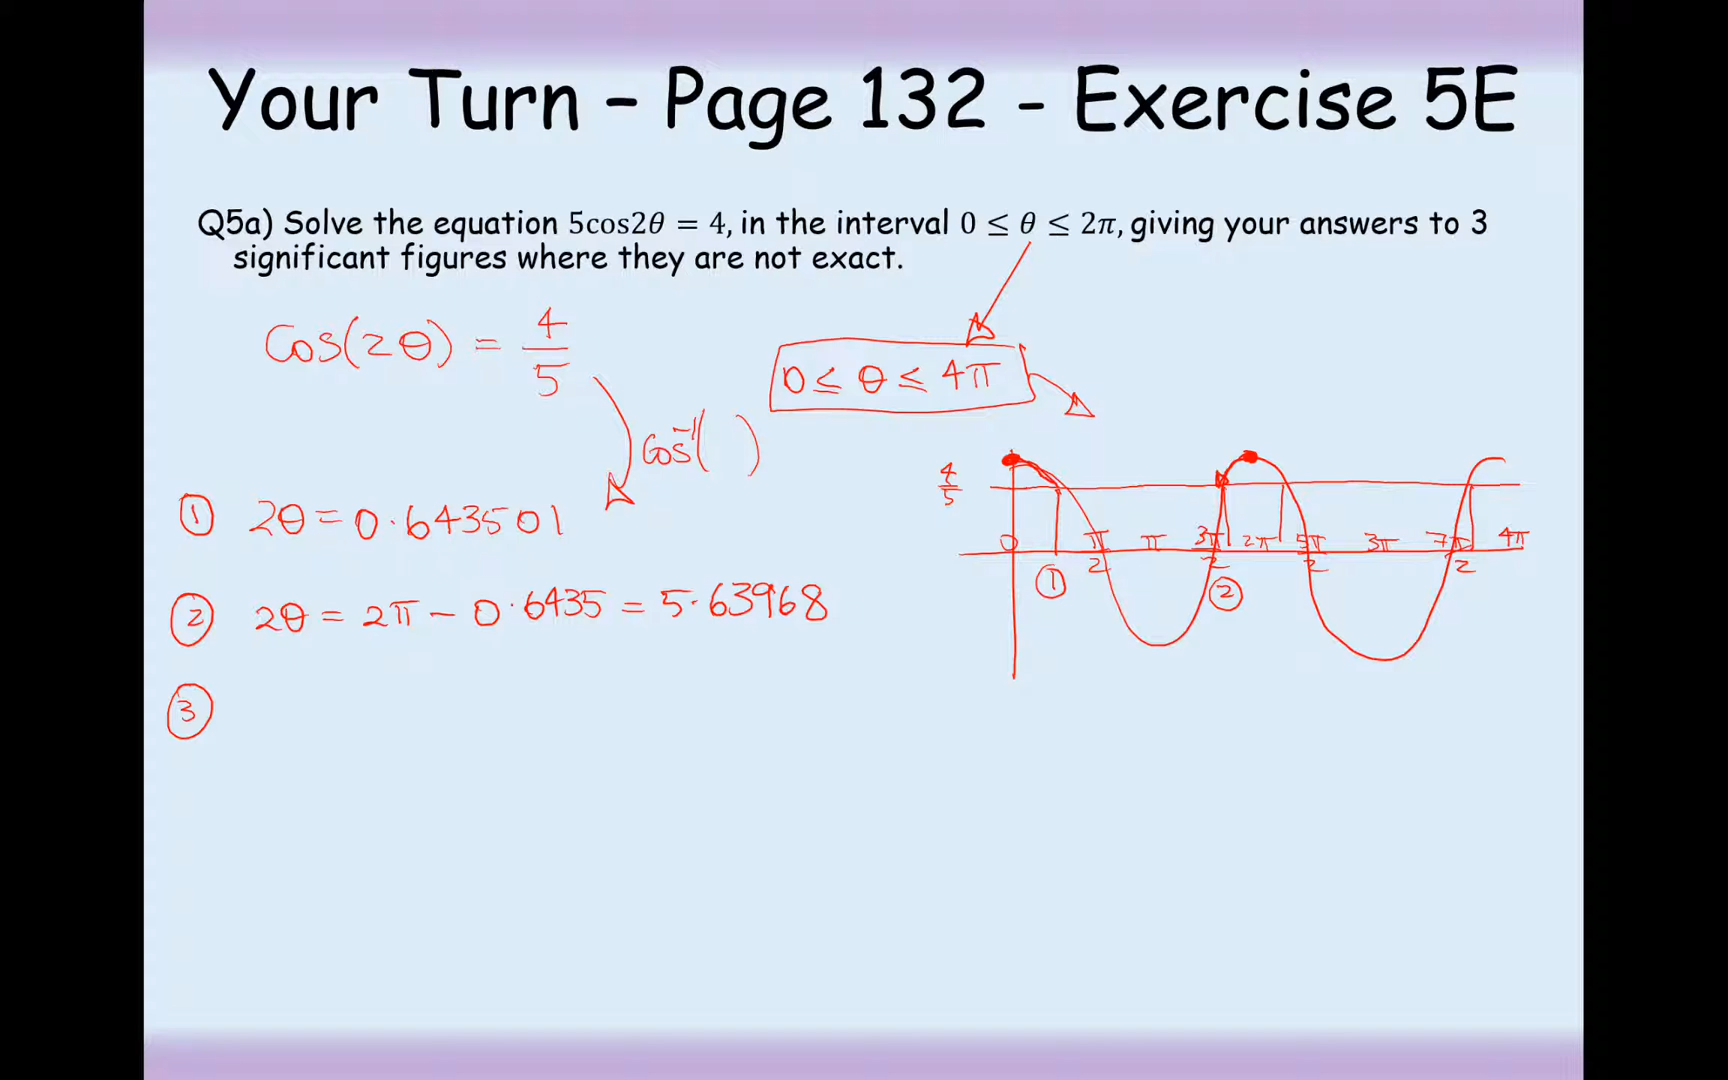 Your Turn – Page 132 - Exercise 5E
Q5a) Solve the equation 5cos2θ = 4, in the interval 0 ≤ θ ≤ 2π, giving your answers to 3
significant figures where they are not exact.
Cos(2θ) = 4/5
0 ≤ θ ≤ 4π
Cos⁻¹( )
① 2θ = 0.643501
② 2θ = 2π - 0.6435 = 5.63968
③
4/5
0 π/2 π 3π/2 2π 5π/2 3π 7π/2 4π
① ②